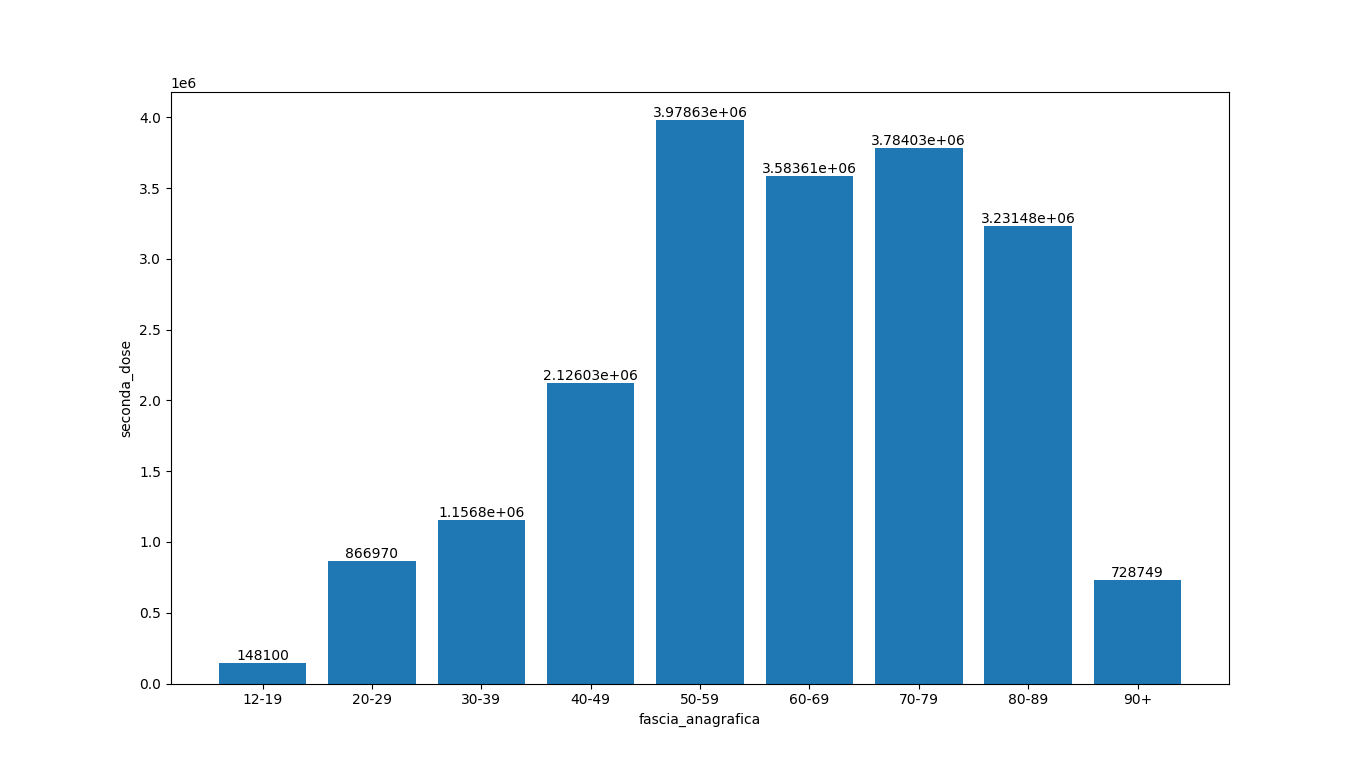 1e6
4.0
3.5
3.0
2.5
2.0
1.5
1.0
0.5
0.0
seconda_dose
148100
866970
1.1568e+06
2.12603e+06
3.97863e+06
3.58361e+06
3.78403e+06
3.23148e+06
728749
12-19 20-29 30-39 40-49 50-59 60-69 70-79 80-89 90+
fascia_anagrafica